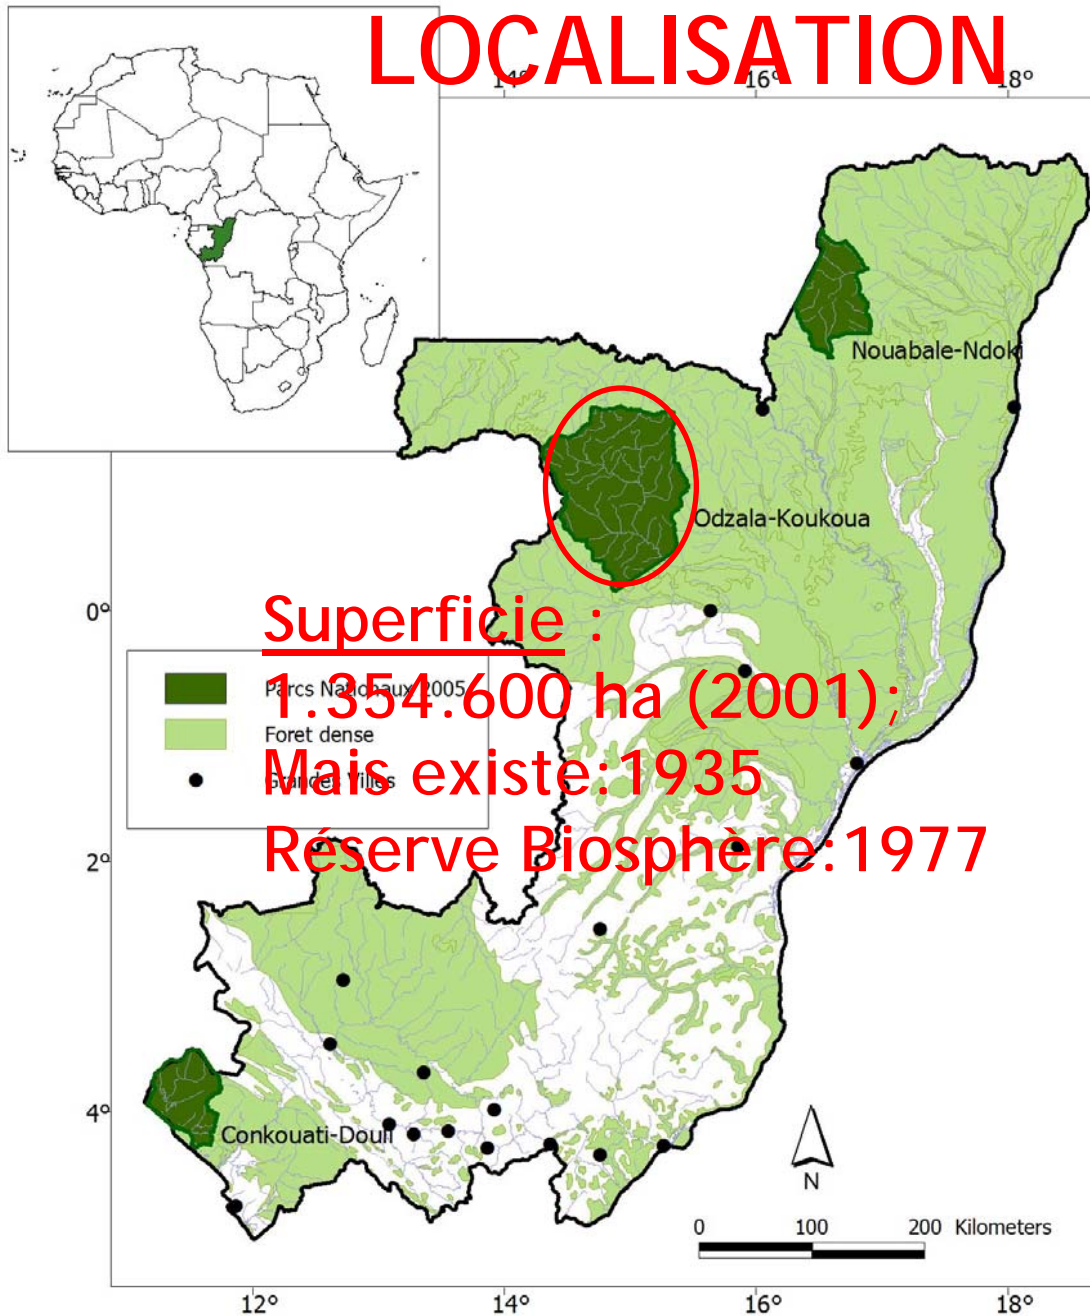 LOCALISATION
14° 16° 18°
Nouabale-Ndoki
Odzala-Koukoua
0°
Superficie :
1.354.600 ha (2001);
Mais existe:1935
Réserve Biosphère:1977
Parcs Nationaux 2005
Foret dense
Grandes Villes
2°
4°
Conkouati-Douli
N
0 100 200 Kilometers
12° 14° 16° 18°